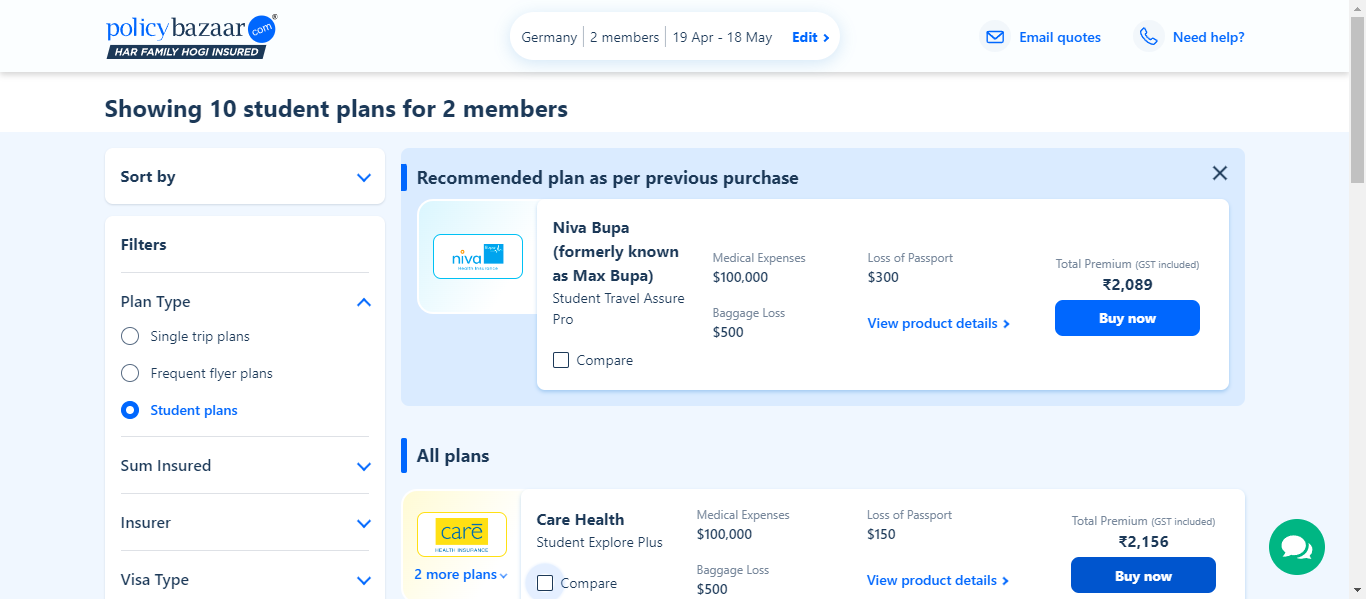 policybazaar.com®
HAR FAMILY HOGI INSURED
Germany 2 members 19 Apr - 18 May Edit
Email quotes
Need help?
Showing 10 student plans for 2 members
Sort by
Filters
Plan Type
Single trip plans
Frequent flyer plans
Student plans
Sum Insured
Insurer
Visa Type
Recommended plan as per previous purchase
niva Bupa
Health Insurance
Niva Bupa
(formerly known
as Max Bupa)
Student Travel Assure
Pro
Compare
Medical Expenses
$100,000
Baggage Loss
$500
Loss of Passport
$300
View product details
Total Premium (GST included)
₹2,089
Buy now
All plans
care
HEALTH INSURANCE
2 more plans
Care Health
Student Explore Plus
Compare
Medical Expenses
$100,000
Baggage Loss
$500
Loss of Passport
$150
View product details
Total Premium (GST included)
₹2,156
Buy now